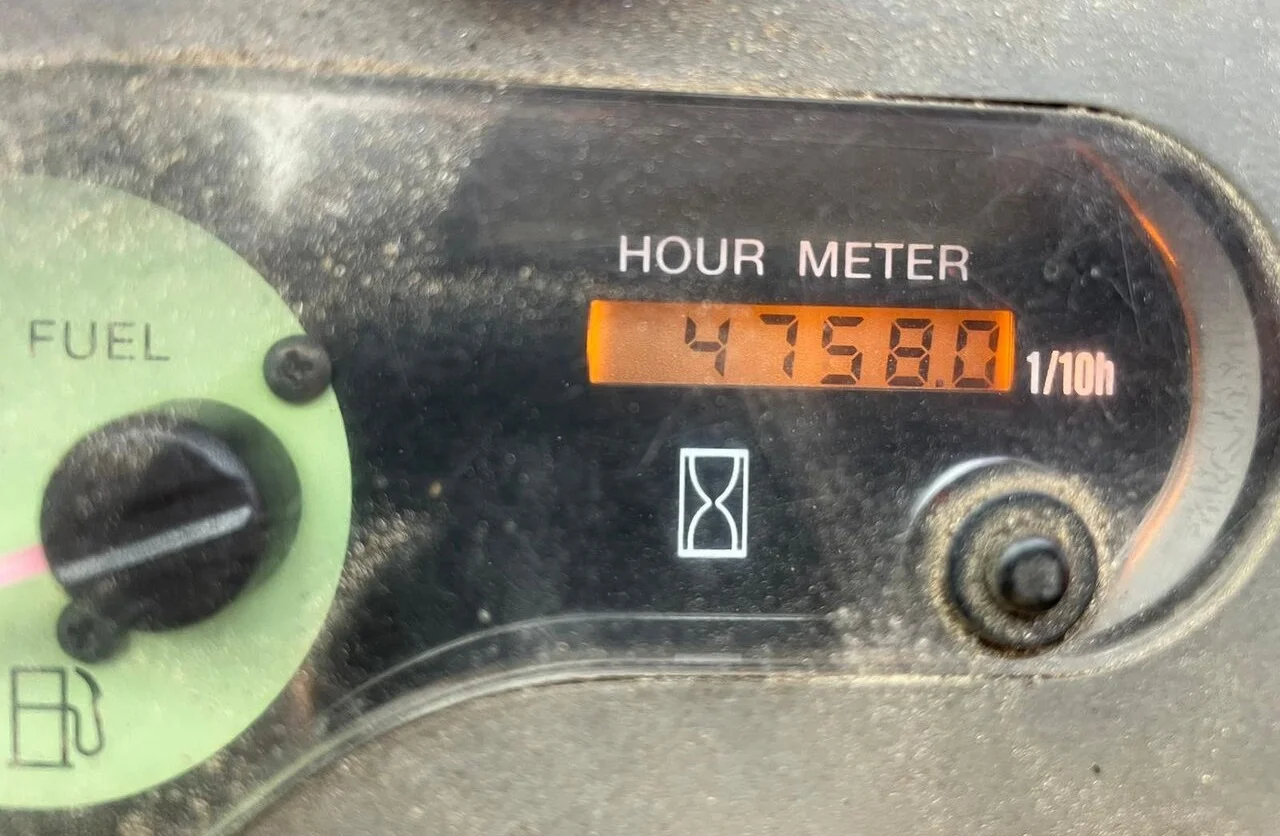 HOUR METER
4758.0
1/10h
FUEL